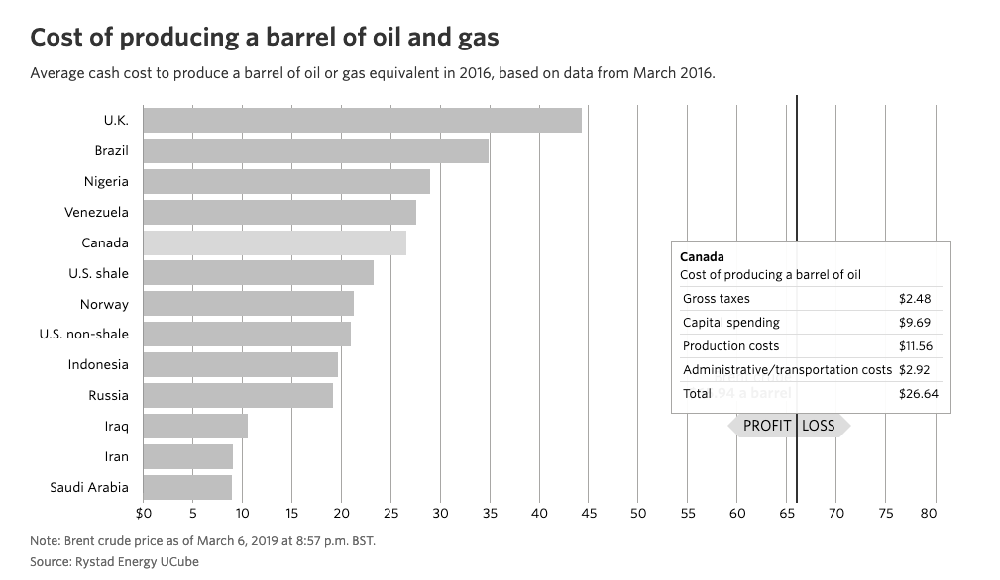 Cost of producing a barrel of oil and gas
Average cash cost to produce a barrel of oil or gas equivalent in 2016, based on data from March 2016.
U.K.
Brazil
Nigeria
Venezuela
Canada
U.S. shale
Norway
U.S. non-shale
Indonesia
Russia
Iraq
Iran
Saudi Arabia
Canada
Cost of producing a barrel of oil
Gross taxes $2.48
Capital spending $9.69
Production costs $11.56
Administrative/transportation costs $2.92
Total .94 a barrel $26.64
PROFIT LOSS
$0 5 10 15 20 25 30 35 40 45 50 55 60 65 70 75 80
Note: Brent crude price as of March 6, 2019 at 8:57 p.m. BST.
Source: Rystad Energy UCube